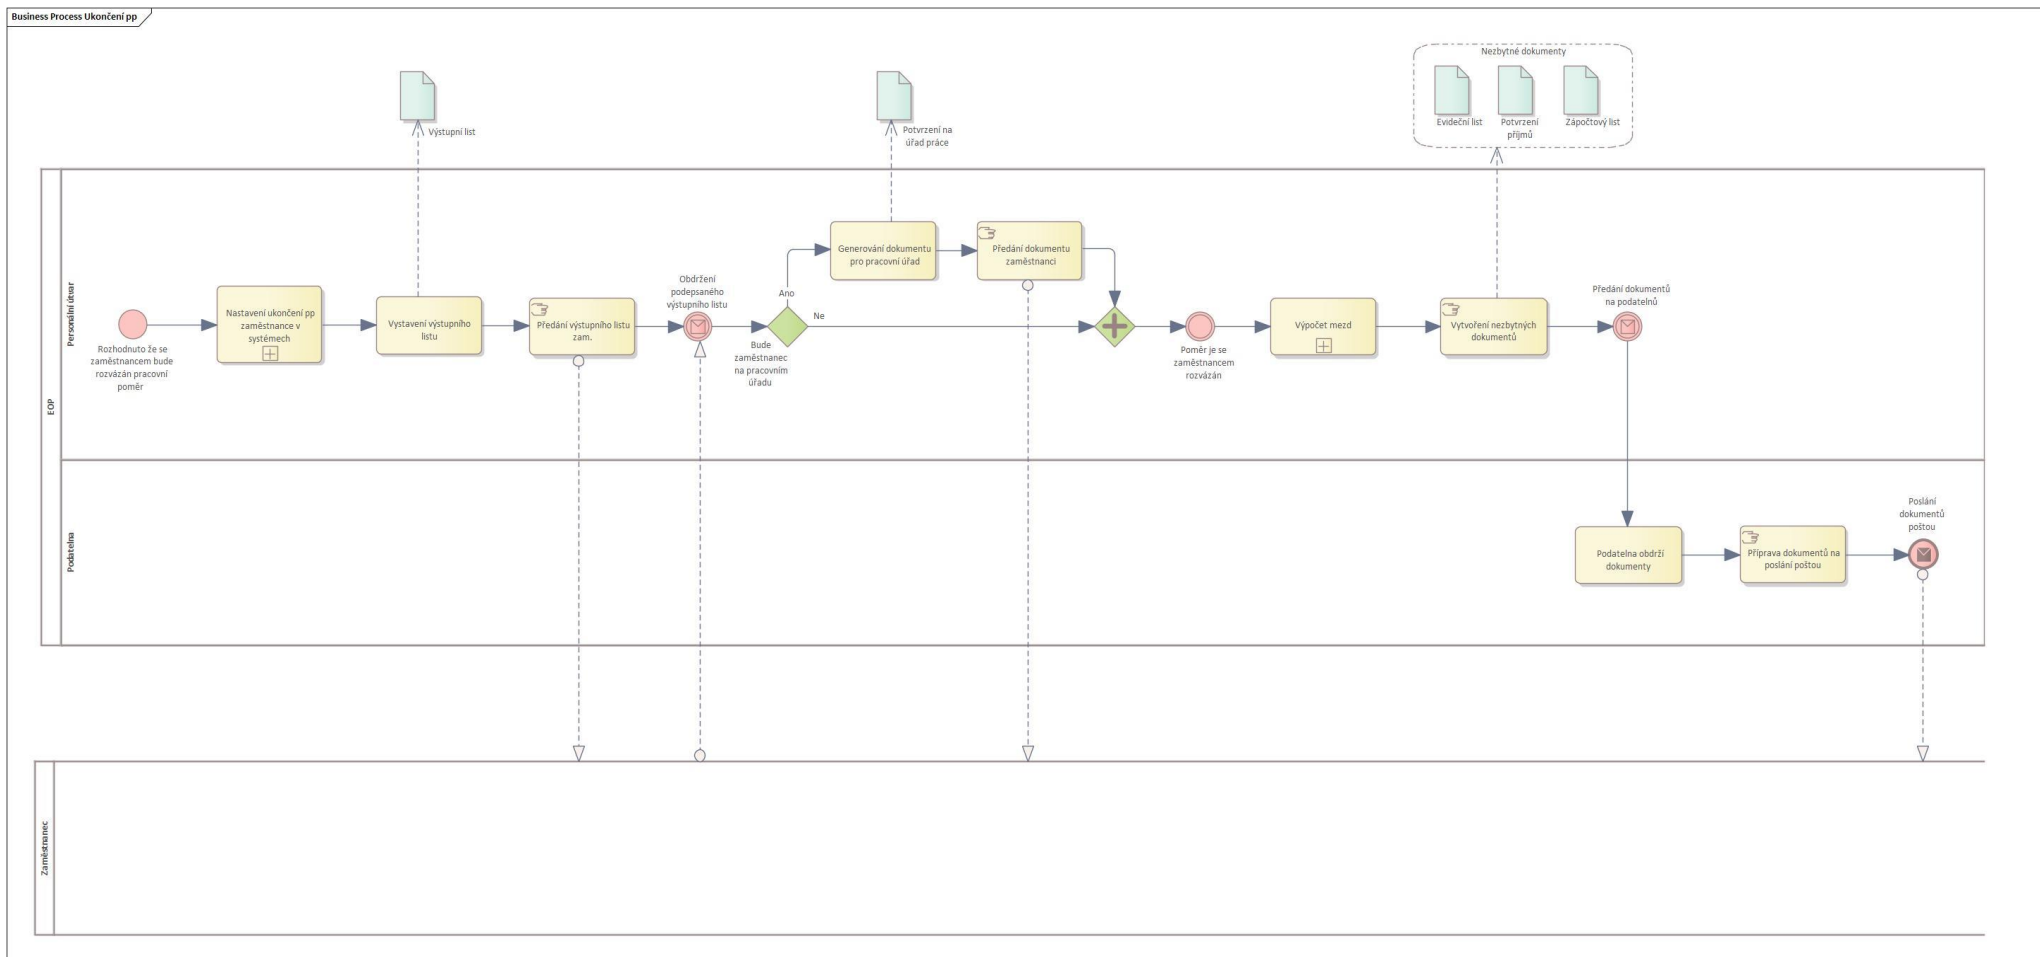 Business Process Ukončení pp
Nezbytné dokumenty
Výstupní list
Potvrzení na
úřad práce
Evideční list
Potvrzení
příjmů
Zápočtový list
EOP
Personální útvar
Rozhodnuto že se
zaměstnancem bude
rozvázán pracovní
poměr
Nastavení ukončení pp
zaměstnance v
systémech
Vystavení výstupního
listu
Předání výstupního listu
zam.
Obdržení
podepsaného
výstupního listu
Bude
zaměstnanec
na pracovním
úřadu
Ano
Ne
Generování dokumentu
pro pracovní úřad
Předání dokumentu
zaměstnanci
Poměr je se
zaměstnancem
rozvázán
Výpočet mezd
Vytvoření nezbytných
dokumentů
Předání dokumentů
na podatelnů
Podatelna
Podatelna obdrží
dokumenty
Příprava dokumentů na
poslání poštou
Poslání
dokumentů
poštou
Zaměstnanec